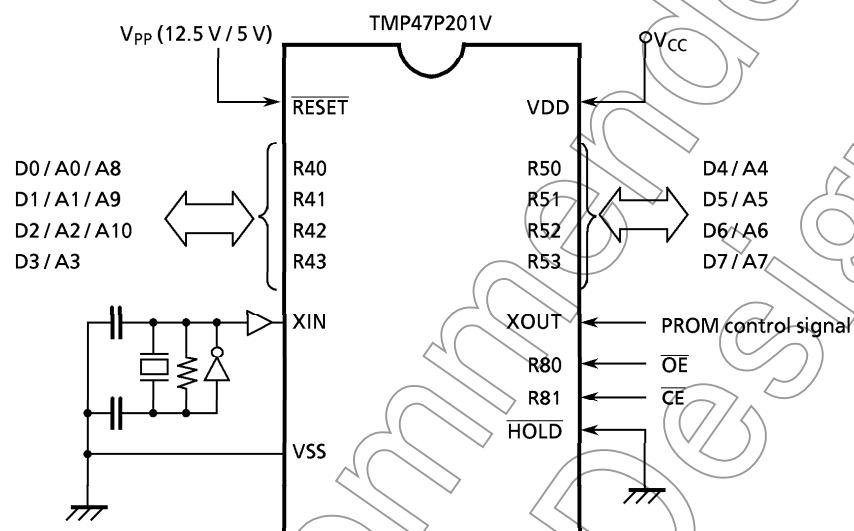 TMP47P201V
VPP (12.5 V / 5 V)
VCC
RESET
VDD
D0 / A0 / A8
R40
R50
D4 / A4
D1 / A1 / A9
R41
R51
D5 / A5
D2 / A2 / A10
R42
R52
D6 / A6
D3 / A3
R43
R53
D7 / A7
XIN
XOUT
PROM control signal
R80
OE
R81
CE
HOLD
VSS